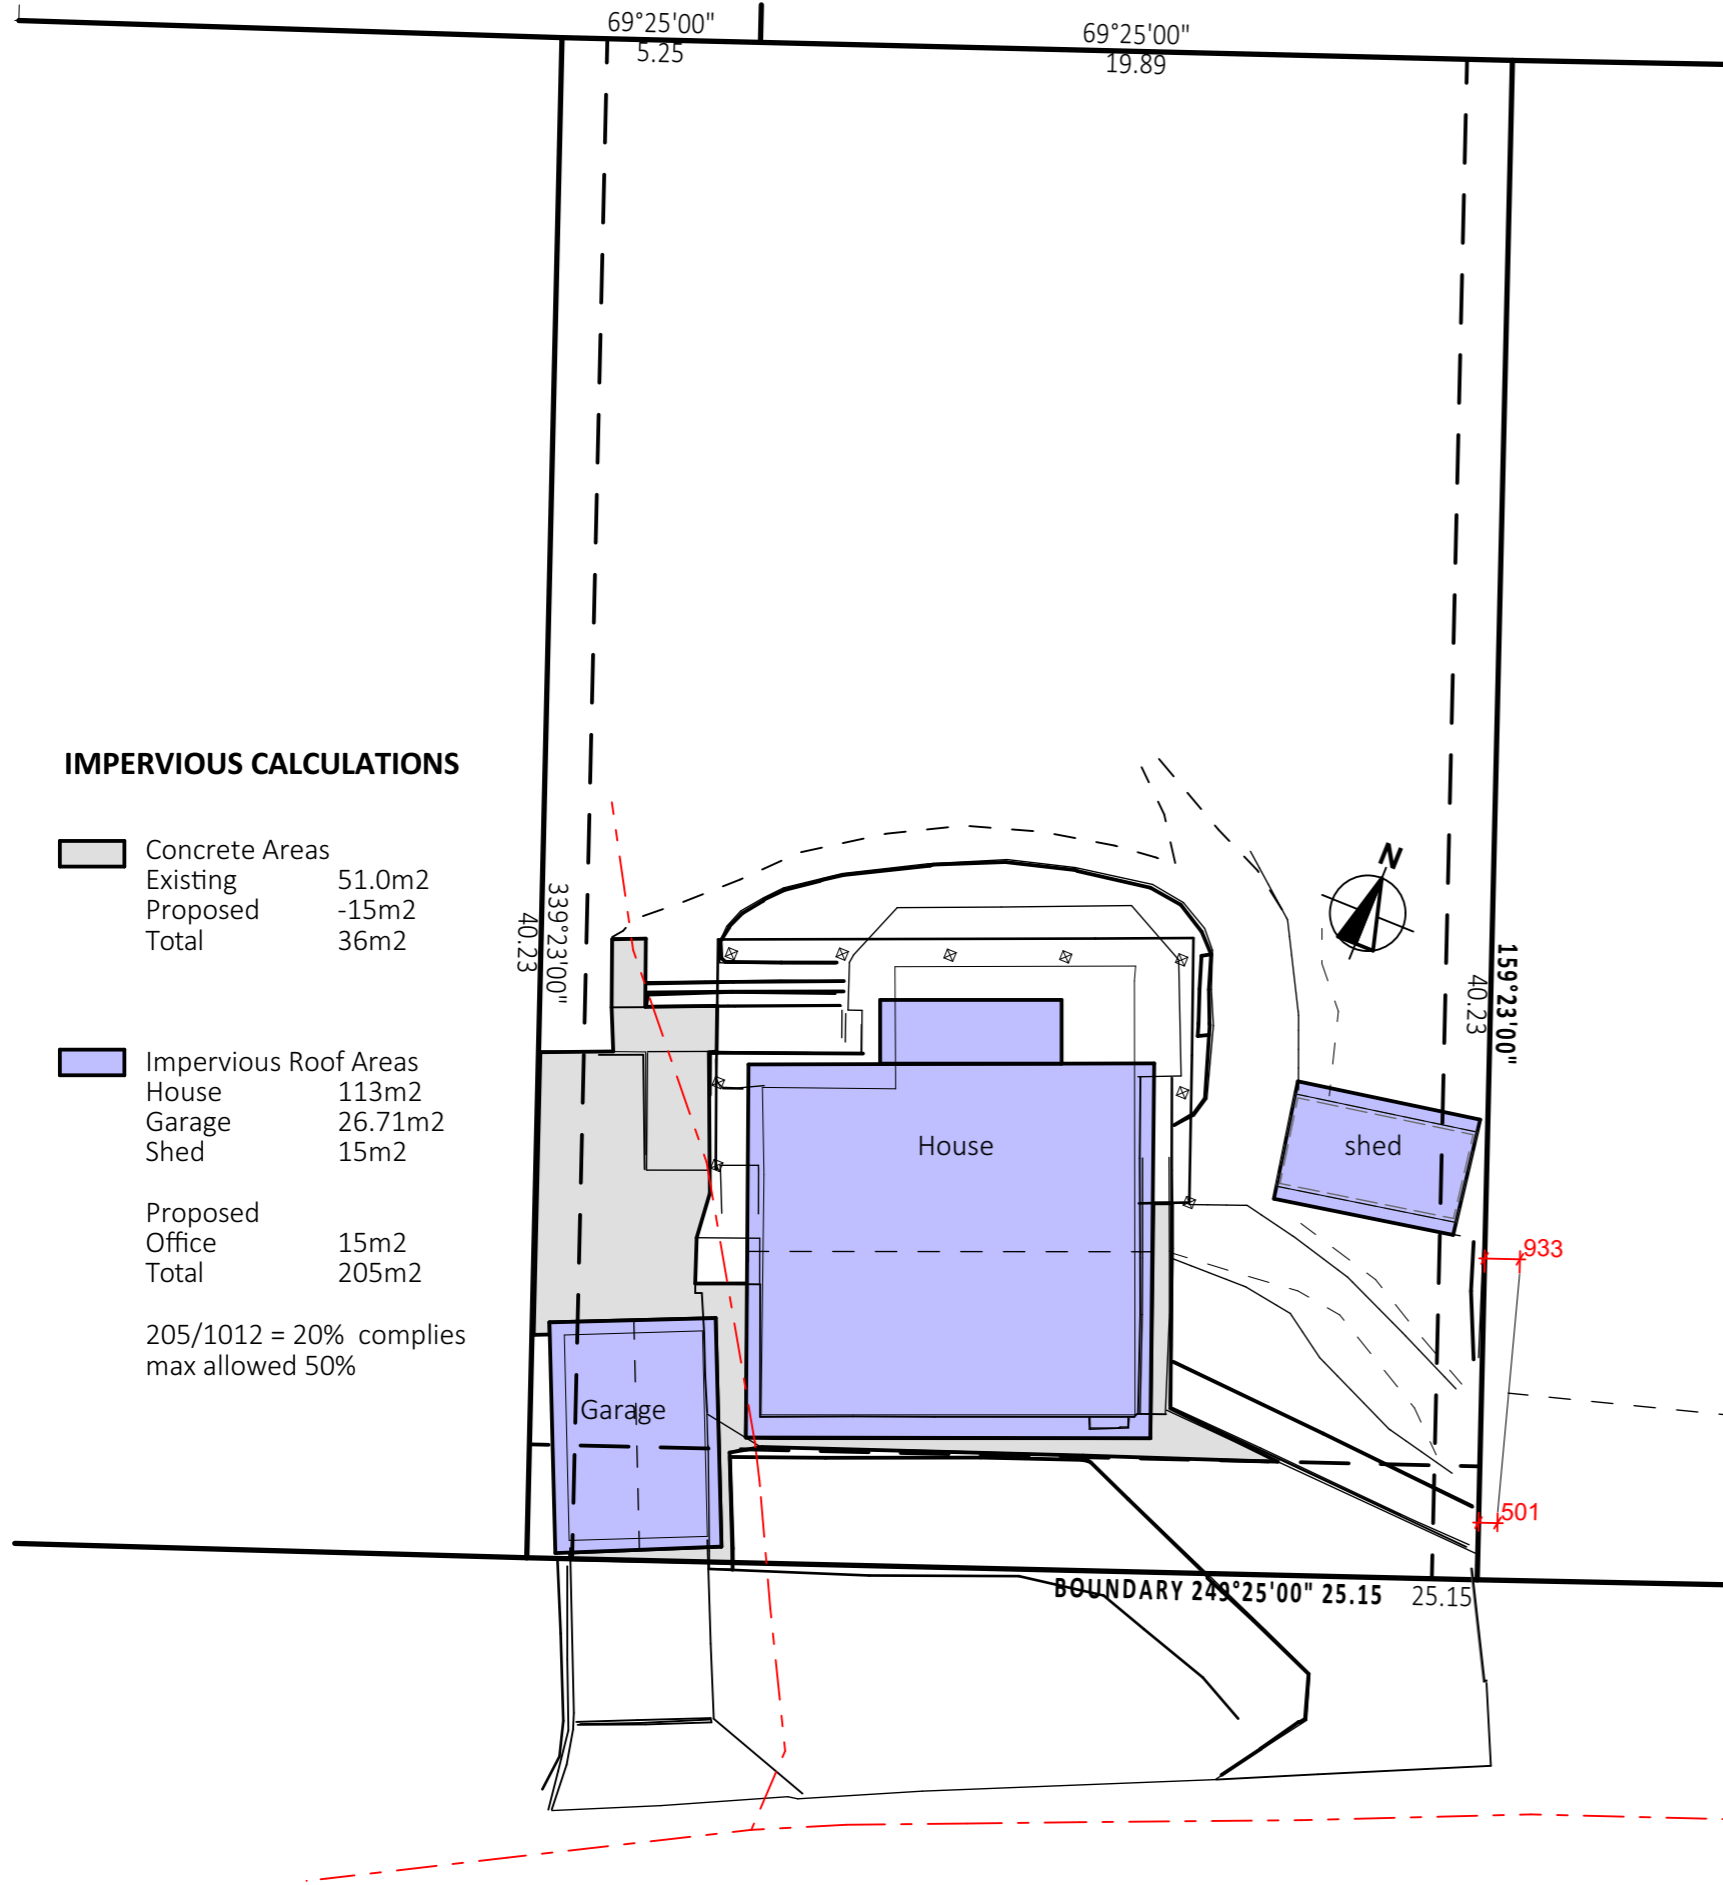 69°25'00"
5.25
69°25'00"
19.89
IMPERVIOUS CALCULATIONS
Concrete Areas
Existing 51.0m2
Proposed -15m2
Total 36m2
339°23'00"
40.23
N
159°23'00"
40.23
Impervious Roof Areas
House 113m2
Garage 26.71m2
Shed 15m2
Proposed
Office 15m2
Total 205m2
205/1012 = 20% complies
max allowed 50%
House
shed
933
Garage
501
BOUNDARY 249°25'00" 25.15
25.15